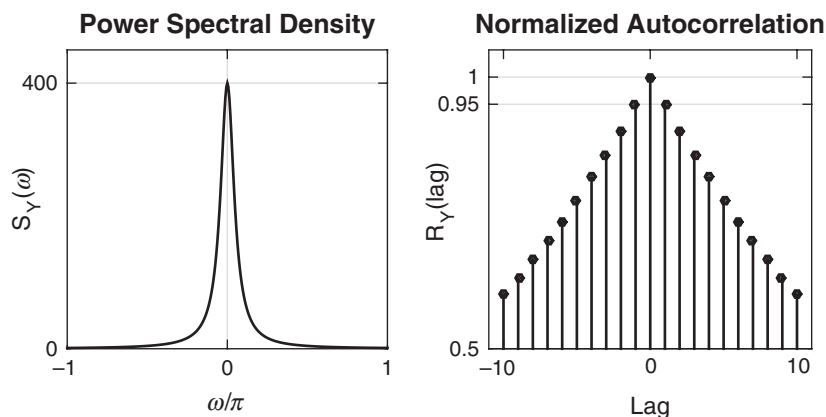 Power Spectral Density
400
0
S_Y(ω)
−1
0
1
ω/π
Normalized Autocorrelation
1
0.95
0.5
R_Y(lag)
−10
0
10
Lag